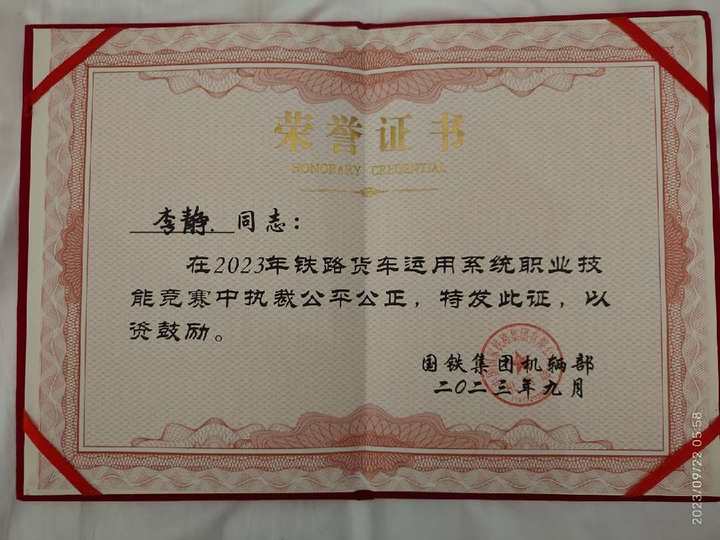 荣誉证书
HONORARY CREDENTIAL
李静 同志：
在2023年铁路货车运用系统职业技
能竞赛中执裁公平公正，特发此证，以
资鼓励。
国铁集团机辆部
二〇二三年九月
2023/09/22 05:58